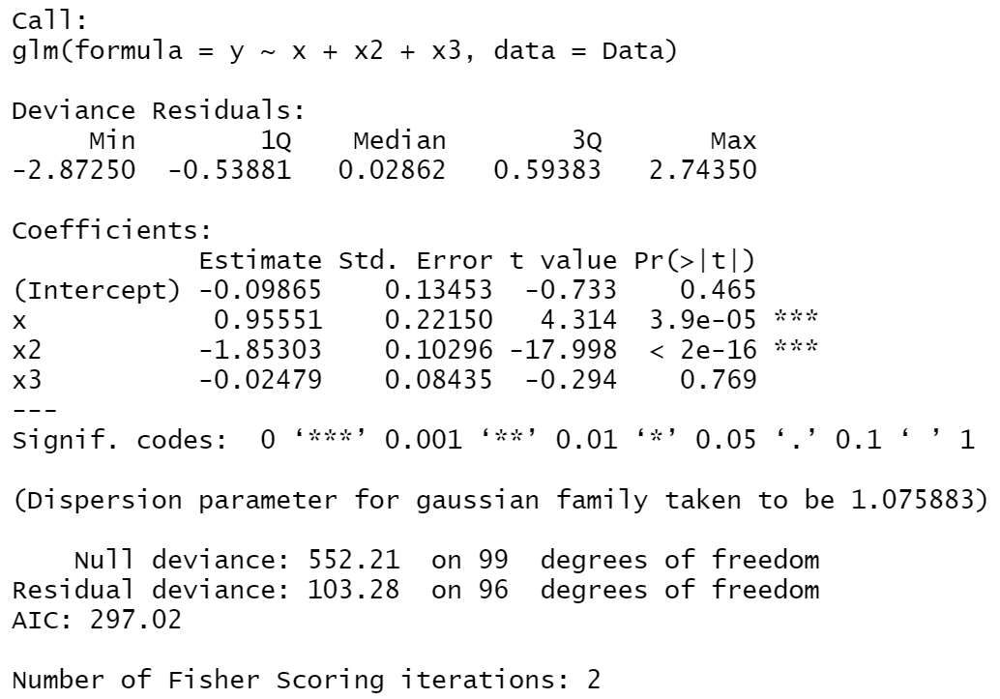 Call:
glm(formula = y ~ x + x2 + x3, data = Data)
Deviance Residuals:
Min 1Q Median 3Q Max
-2.87250 -0.53881 0.02862 0.59383 2.74350
Coefficients:
Estimate Std. Error t value Pr(>|t|)
(Intercept) -0.09865 0.13453 -0.733 0.465
x 0.95551 0.22150 4.314 3.9e-05 ***
x2 -1.85303 0.10296 -17.998 < 2e-16 ***
x3 -0.02479 0.08435 -0.294 0.769
---
Signif. codes: 0 ‘***’ 0.001 ‘**’ 0.01 ‘*’ 0.05 ‘.’ 0.1 ‘ ’ 1
(Dispersion parameter for gaussian family taken to be 1.075883)
Null deviance: 552.21 on 99 degrees of freedom
Residual deviance: 103.28 on 96 degrees of freedom
AIC: 297.02
Number of Fisher Scoring iterations: 2